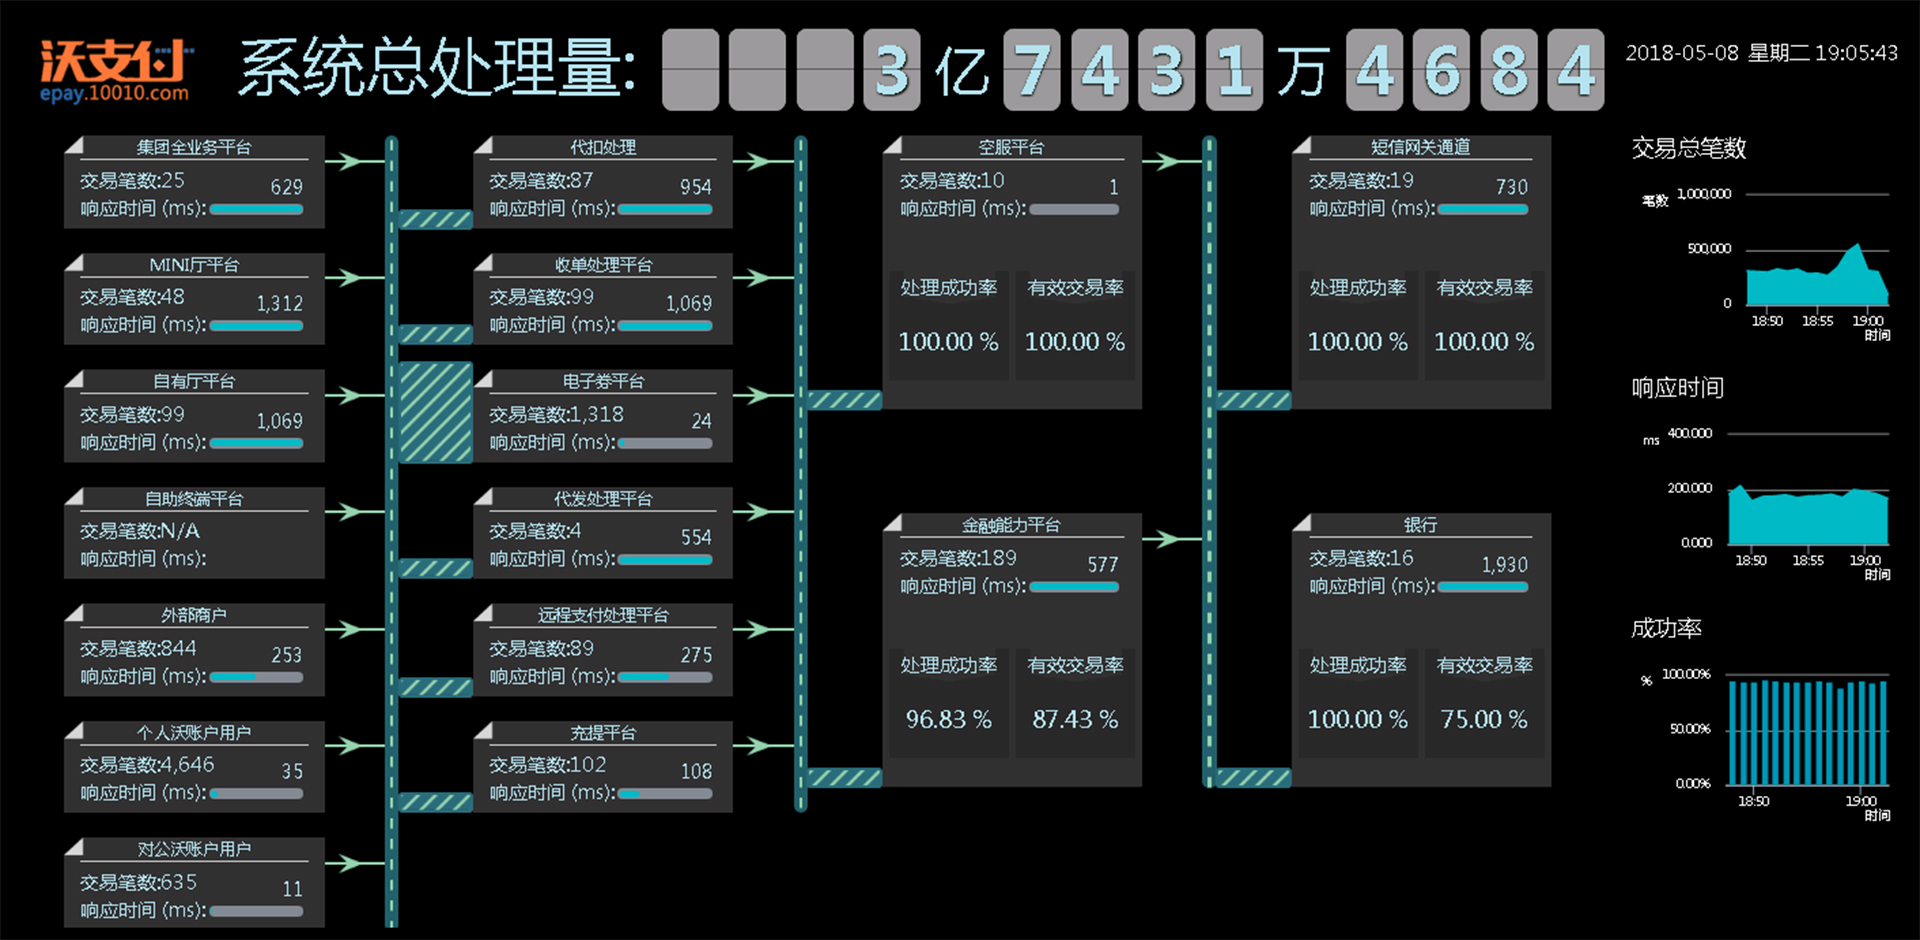 沃支付
epay.10010.com
系统总处理量: 3 亿 7 4 3 1 万 4 6 8 4
2018-05-08 星期二 19:05:43
集团全业务平台
交易笔数:25
629
响应时间 (ms):
MINI厅平台
交易笔数:48
1,312
响应时间 (ms):
自有厅平台
交易笔数:99
1,069
响应时间 (ms):
自助终端平台
交易笔数:N/A
响应时间 (ms):
外部商户
交易笔数:844
253
响应时间 (ms):
个人沃账户用户
交易笔数:4,646
35
响应时间 (ms):
对公沃账户用户
交易笔数:635
11
响应时间 (ms):
代扣处理
交易笔数:87
954
响应时间 (ms):
收单处理平台
交易笔数:99
1,069
响应时间 (ms):
电子券平台
交易笔数:1,318
24
响应时间 (ms):
代发处理平台
交易笔数:4
554
响应时间 (ms):
远程支付处理平台
交易笔数:89
275
响应时间 (ms):
充提平台
交易笔数:102
108
响应时间 (ms):
空服平台
交易笔数:10
1
响应时间 (ms):
处理成功率 有效交易率
100.00 % 100.00 %
金融能力平台
交易笔数:189
577
响应时间 (ms):
处理成功率 有效交易率
96.83 % 87.43 %
短信网关通道
交易笔数:19
730
响应时间 (ms):
处理成功率 有效交易率
100.00 % 100.00 %
银行
交易笔数:16
1,930
响应时间 (ms):
处理成功率 有效交易率
100.00 % 75.00 %
交易总笔数
笔数 1,000,000
500,000
0
18:50 18:55 19:00
时间
响应时间
ms 400.000
200.000
0.000
18:50 18:55 19:00
时间
成功率
% 100.00%
50.00%
0.00%
18:50 19:00
时间